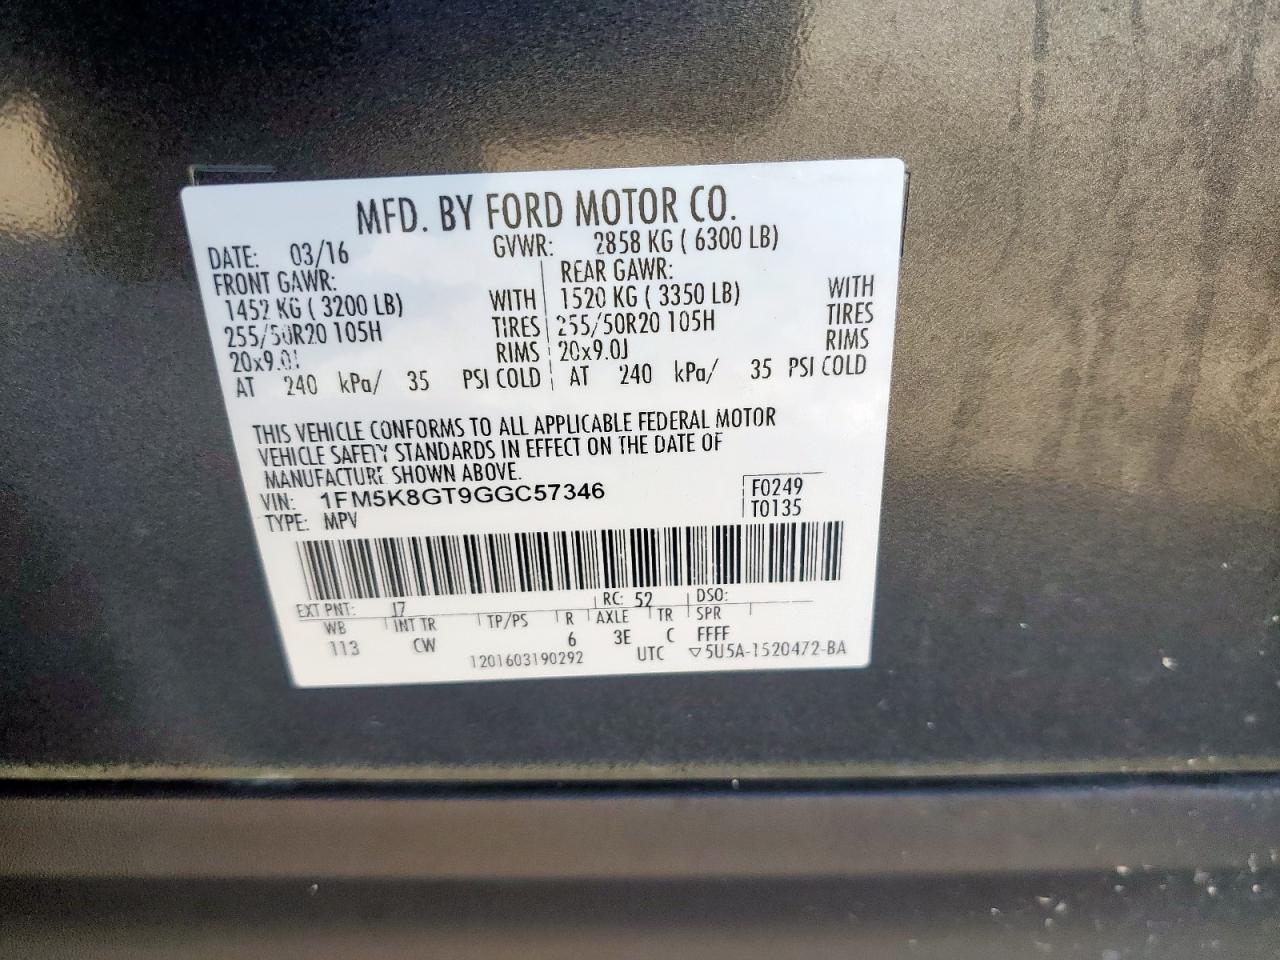 MFD. BY FORD MOTOR CO.
DATE: 03/16 GVWR: 2858 KG ( 6300 LB)
FRONT GAWR: REAR GAWR:
1452 KG ( 3200 LB) WITH 1520 KG ( 3350 LB) WITH
255/50R20 105H TIRES 255/50R20 105H TIRES
20x9.0J RIMS 20x9.0J RIMS
AT 240 kPa/ 35 PSI COLD AT 240 kPa/ 35 PSI COLD
THIS VEHICLE CONFORMS TO ALL APPLICABLE FEDERAL MOTOR
VEHICLE SAFETY STANDARDS IN EFFECT ON THE DATE OF
MANUFACTURE SHOWN ABOVE.
VIN: 1FM5K8GT9GGC57346 F0249
TYPE: MPV T0135
EXT PNT: J7 RC: 52 DSO:
WB INT TR TP/PS R AXLE TR SPR
113 CW 6 3E C FFFF
1201603190292 UTC ▽5U5A-1520472-BA